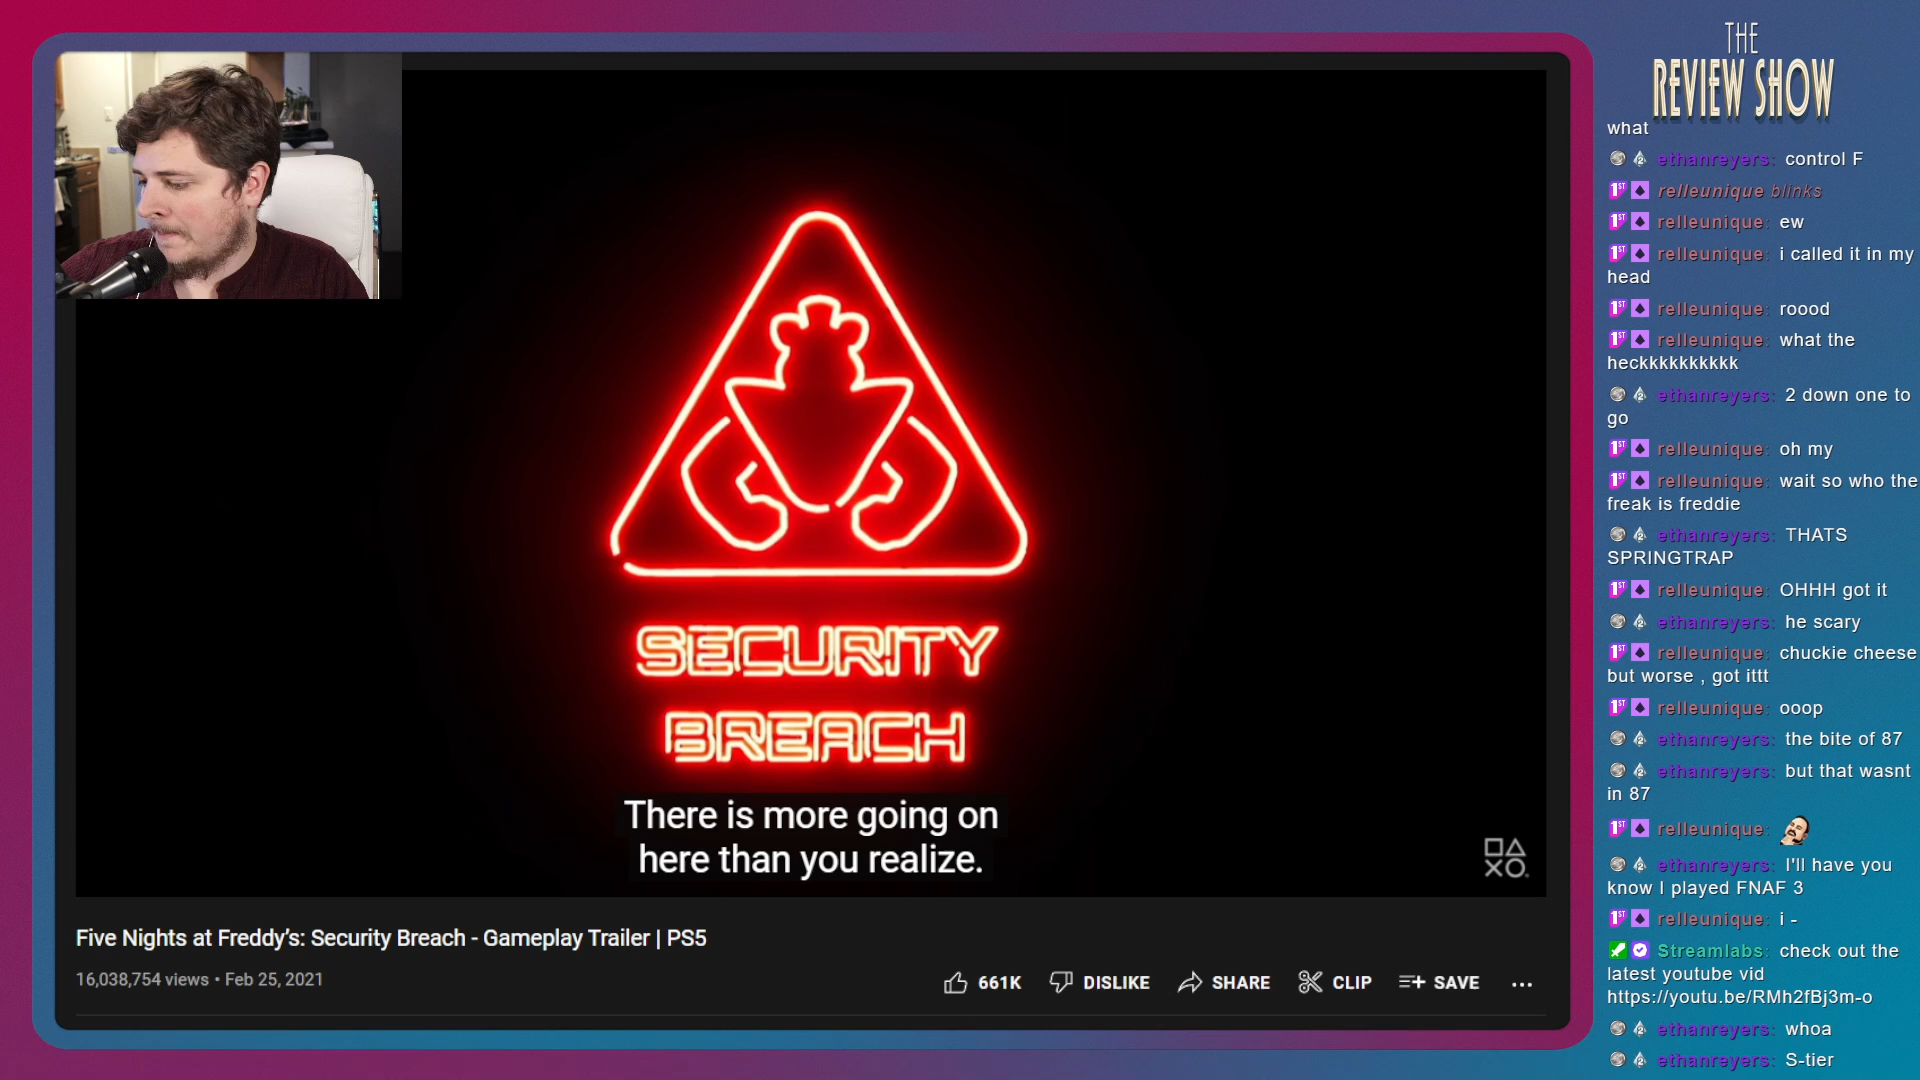 THE
REVIEW SHOW
SECURITY
BREACH
There is more going on
here than you realize.
Five Nights at Freddy's: Security Breach - Gameplay Trailer | PS5
16,038,754 views • Feb 25, 2021
661K
DISLIKE
SHARE
CLIP
SAVE
what
ethanreyers: control F
relleunique blinks
relleunique: ew
relleunique: i called it in my
head
relleunique: roood
relleunique: what the
heckkkkkkkkkk
ethanreyers: 2 down one to
go
relleunique: oh my
relleunique: wait so who the
freak is freddie
ethanreyers: THATS
SPRINGTRAP
relleunique: OHHH got it
ethanreyers: he scary
relleunique: chuckie cheese
but worse , got ittt
relleunique: ooop
ethanreyers: the bite of 87
ethanreyers: but that wasnt
in 87
relleunique:
ethanreyers: I'll have you
know I played FNAF 3
relleunique: i -
Streamlabs: check out the
latest youtube vid
https://youtu.be/RMh2fBj3m-o
ethanreyers: whoa
ethanreyers: S-tier